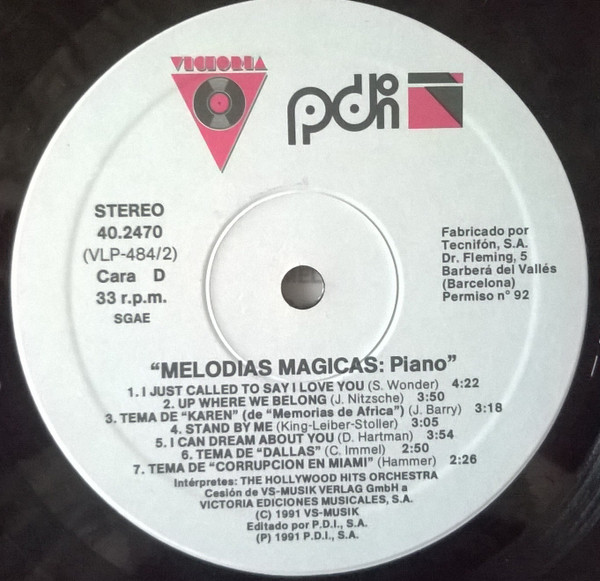 VICTORIA
pdi
STEREO
40.2470
(VLP-484/2)
Cara D
33 r.p.m.
SGAE
Fabricado por
Tecnifón, S.A.
Dr. Fleming, 5
Barberá del Vallés
(Barcelona)
Permiso n° 92
“MELODIAS MAGICAS: Piano”
1. I JUST CALLED TO SAY I LOVE YOU (S. Wonder) 4:22
2. UP WHERE WE BELONG (J. Nitzsche) 3:50
3. TEMA DE “KAREN” (de “Memorias de Africa”) (J. Barry) 3:18
4. STAND BY ME (King-Leiber-Stoller) 3:05
5. I CAN DREAM ABOUT YOU (D. Hartman) 3:54
6. TEMA DE “DALLAS” (C. Immel) 2:50
7. TEMA DE “CORRUPCION EN MIAMI” (Hammer) 2:26
Intérpretes: THE HOLLYWOOD HITS ORCHESTRA
Cesión de VS-MUSIK VERLAG GmbH a
VICTORIA EDICIONES MUSICALES, S.A.
(C) 1991 VS-MUSIK
Editado por P.D.I., S.A.
(P) 1991 P.D.I., S.A.